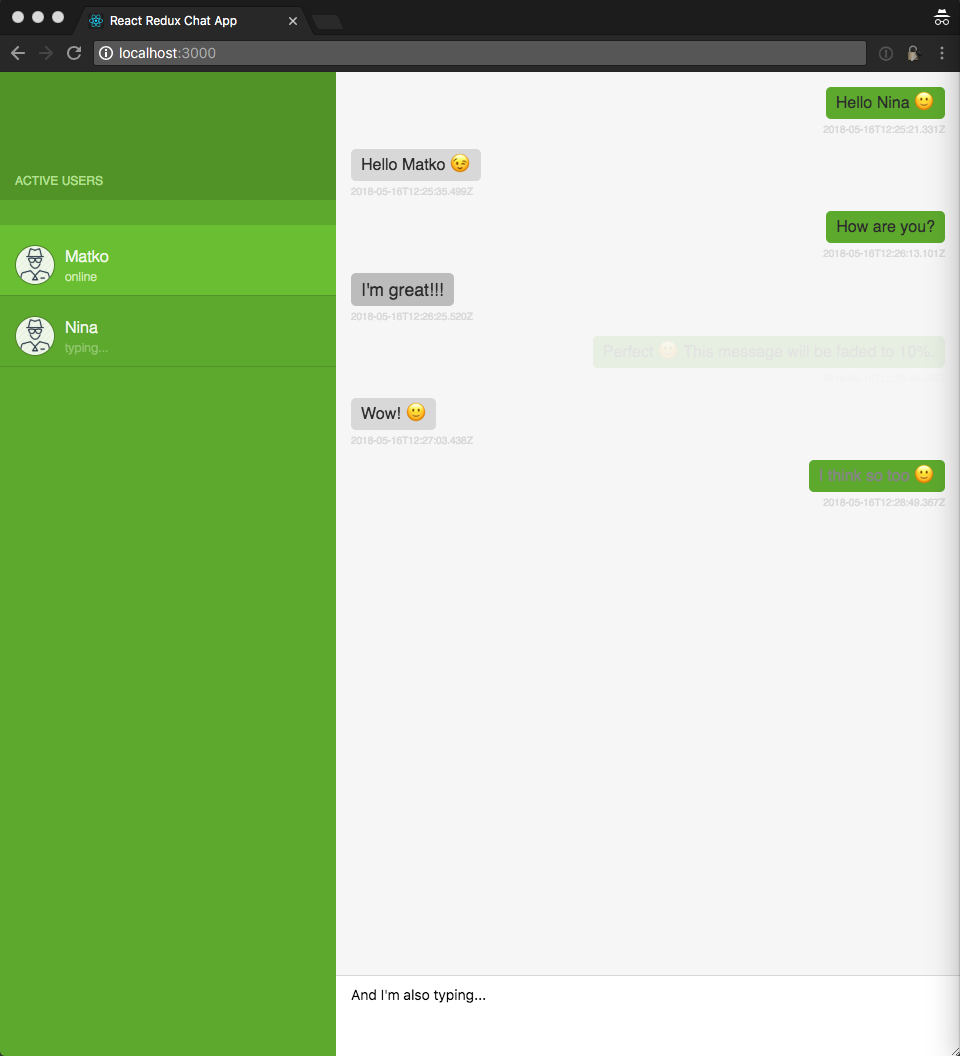 React Redux Chat App
localhost:3000
ACTIVE USERS
Matko
online
Nina
typing...
Hello Nina 🙂
2018-05-16T12:25:21.331Z
Hello Matko 😉
2018-05-16T12:25:35.499Z
How are you?
2018-05-16T12:26:13.101Z
I'm great!!!
2018-05-16T12:26:25.520Z
Perfect 🙂 This message will be faded to 10%.
Wow! 🙂
2018-05-16T12:27:03.436Z
I think so too 🙂
2018-05-16T12:28:49.367Z
And I'm also typing...